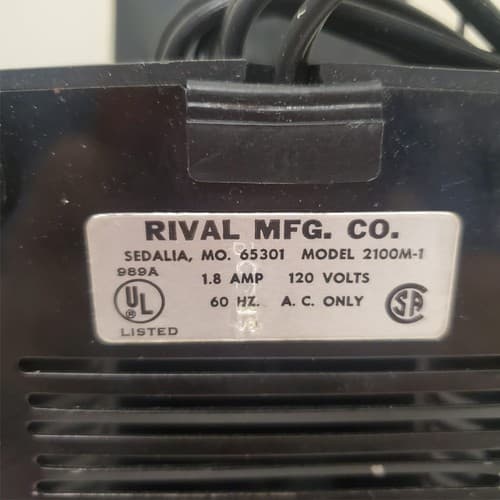 RIVAL MFG. CO.
SEDALIA, MO. 65301 MODEL 2100M-1
989A 1.8 AMP 120 VOLTS
UL 60 HZ. A.C. ONLY SA
LISTED